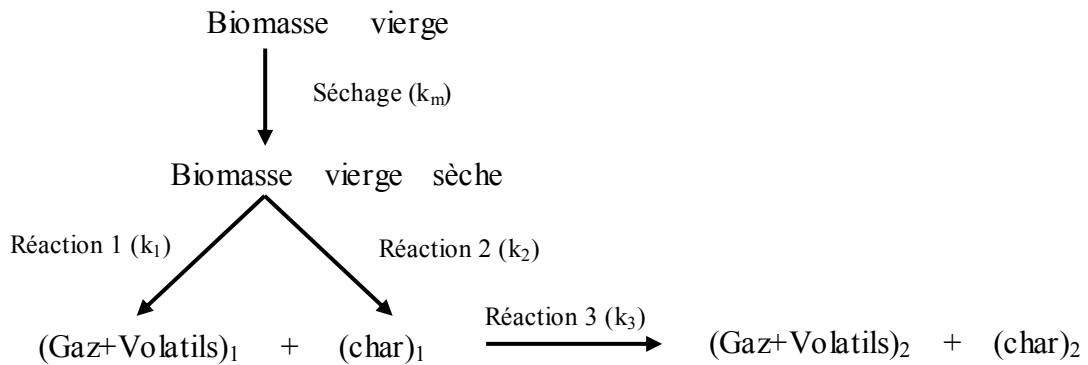 Biomasse vierge
Séchage (kₘ)
Biomasse vierge sèche
Réaction 1 (k₁)
Réaction 2 (k₂)
Réaction 3 (k₃)
(Gaz+Volatils)₁ + (char)₁
(Gaz+Volatils)₂ + (char)₂